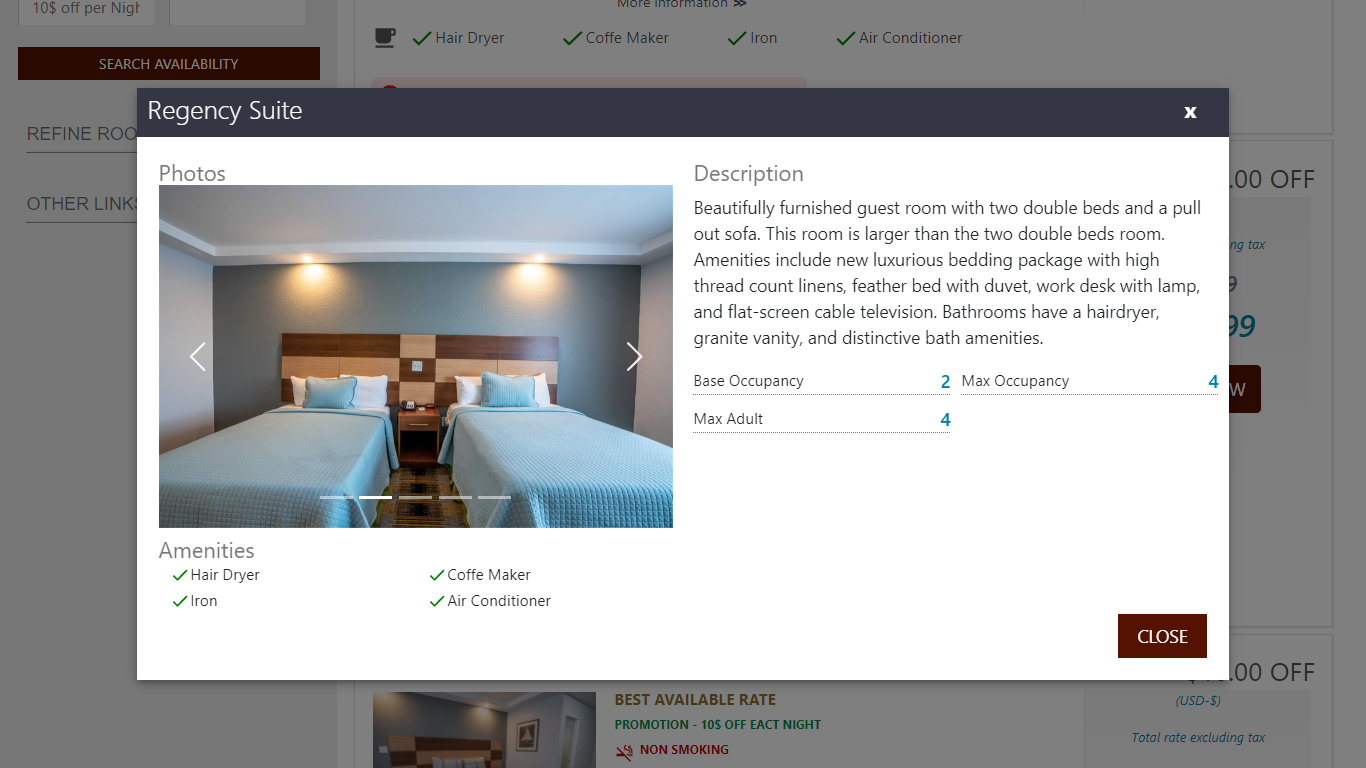 10$ off per Nigh
More Information
Hair Dryer
Coffe Maker
Iron
Air Conditioner
SEARCH AVAILABILITY
Regency Suite
x
REFINE ROO
OTHER LINKS
Photos
Description
Beautifully furnished guest room with two double beds and a pull
out sofa. This room is larger than the two double beds room.
Amenities include new luxurious bedding package with high
thread count linens, feather bed with duvet, work desk with lamp,
and flat-screen cable television. Bathrooms have a hairdryer,
granite vanity, and distinctive bath amenities.
Base Occupancy 2
Max Occupancy 4
Max Adult 4
.00 OFF
ng tax
9
99
W
Amenities
Hair Dryer
Coffe Maker
Iron
Air Conditioner
CLOSE
.00 OFF
(USD-$)
Total rate excluding tax
BEST AVAILABLE RATE
PROMOTION - 10$ OFF EACT NIGHT
NON SMOKING